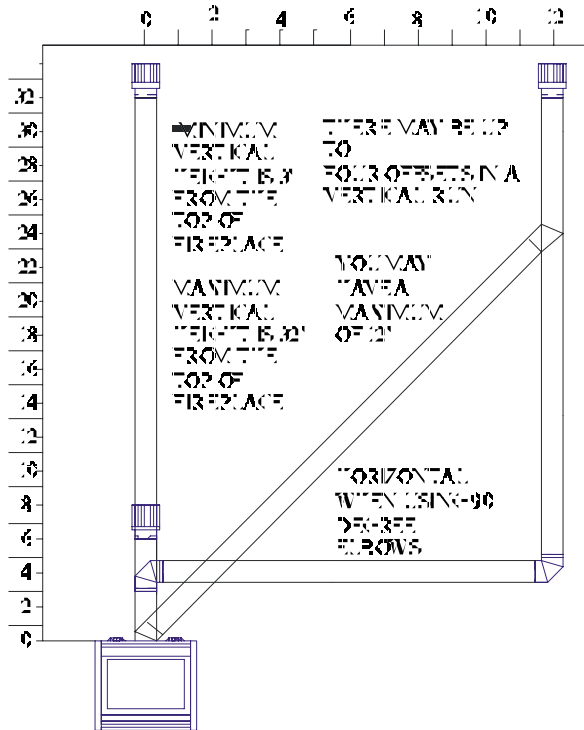 0 2 4 6 8 10 12
32
30
28
26
24
22
20
18
16
14
12
10
8
6
4
2
0
MINIMUM
VERTICAL
HEIGHT IS
FROM THE
TOP OF
FIREPLACE
MAXIMUM
VERTICAL
HEIGHT IS 32'
FROM THE
TOP OF
FIREPLACE
THERE MAY BE UP
TO
FOUR OFFSETS IN A
VERTICAL RUN
YOU MAY
HAVE A
MAXIMUM
OF 12'
HORIZONTAL
WHEN USING 90
DEGREE
ELBOWS